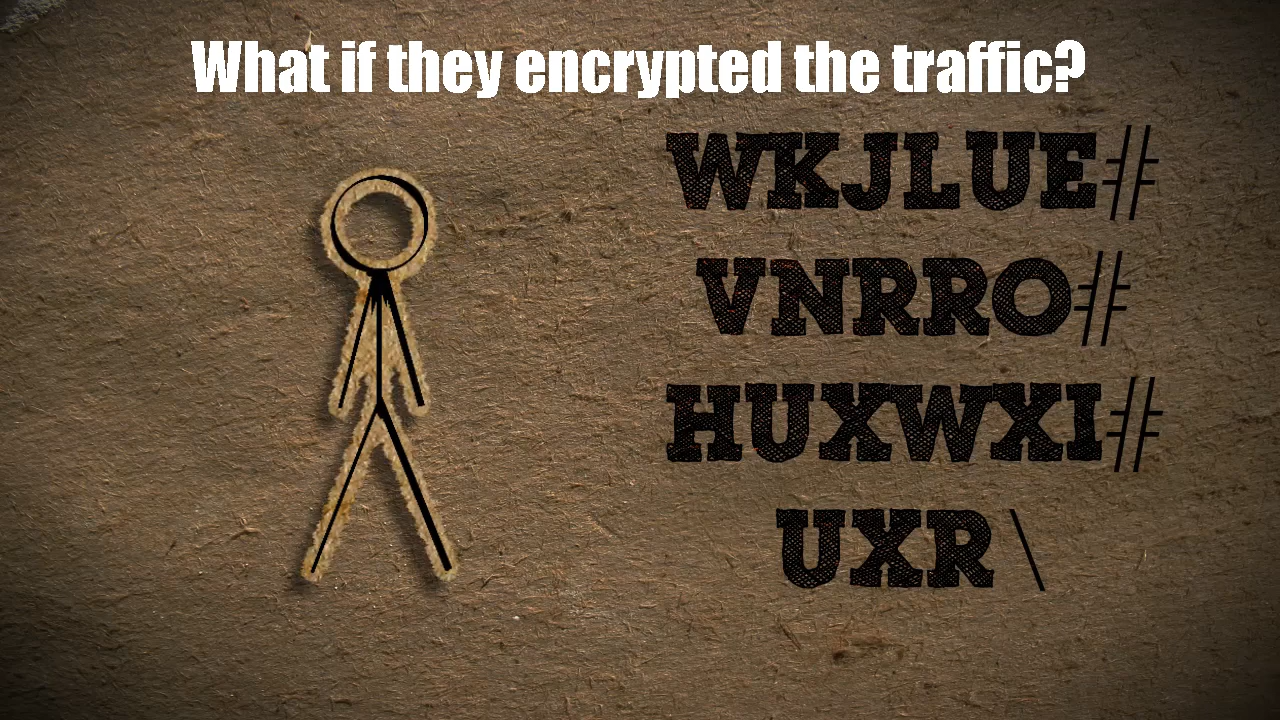 What if they encrypted the traffic?
WKJLUE#
VNRRO#
HUXWXI#
UXR \